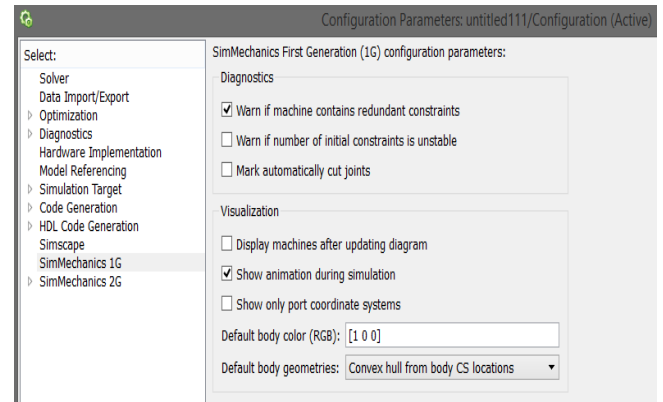 Configuration Parameters: untitled111/Configuration (Active)
Select:
Solver
Data Import/Export
Optimization
Diagnostics
Hardware Implementation
Model Referencing
Simulation Target
Code Generation
HDL Code Generation
Simscape
SimMechanics 1G
SimMechanics 2G
SimMechanics First Generation (1G) configuration parameters:
Diagnostics
Warn if machine contains redundant constraints
Warn if number of initial constraints is unstable
Mark automatically cut joints
Visualization
Display machines after updating diagram
Show animation during simulation
Show only port coordinate systems
Default body color (RGB): [1 0 0]
Default body geometries: Convex hull from body CS locations